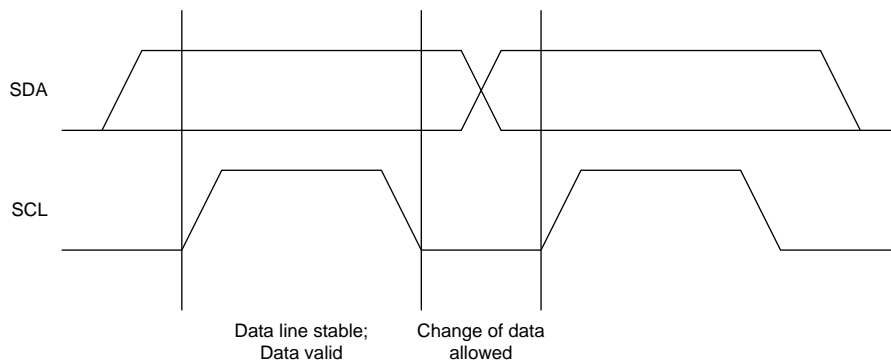 SDA
SCL
Data line stable;
Data valid
Change of data
allowed